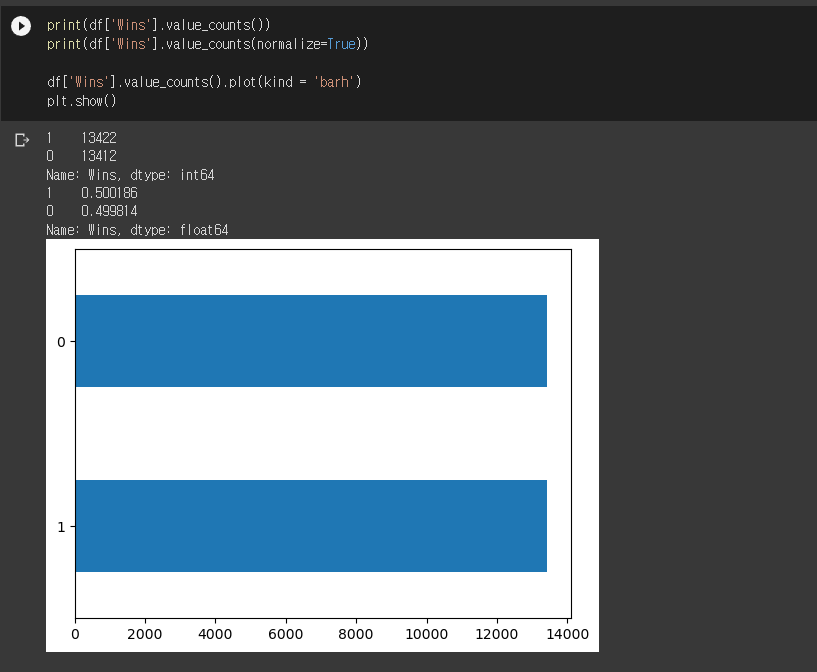 print(df['Wins'].value_counts())
print(df['Wins'].value_counts(normalize=True))
df['Wins'].value_counts().plot(kind = 'barh')
plt.show()
1    13422
0    13412
Name: Wins, dtype: int64
1    0.500186
0    0.499814
Name: Wins, dtype: float64
0
1
0 2000 4000 6000 8000 10000 12000 14000